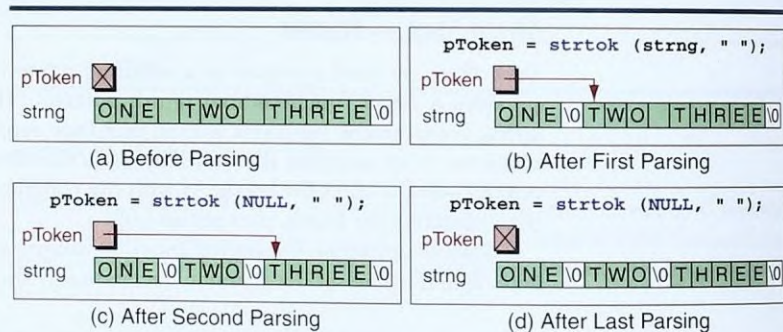 pToken
strng ONE TWO THREE\0
(a) Before Parsing
pToken = strtok (strng, " ");
pToken
strng ONE\0TWO THREE\0
(b) After First Parsing
pToken = strtok (NULL, " ");
pToken
strng ONE\0TWO\0THREE\0
(c) After Second Parsing
pToken = strtok (NULL, " ");
pToken
strng ONE\0TWO\0THREE\0
(d) After Last Parsing